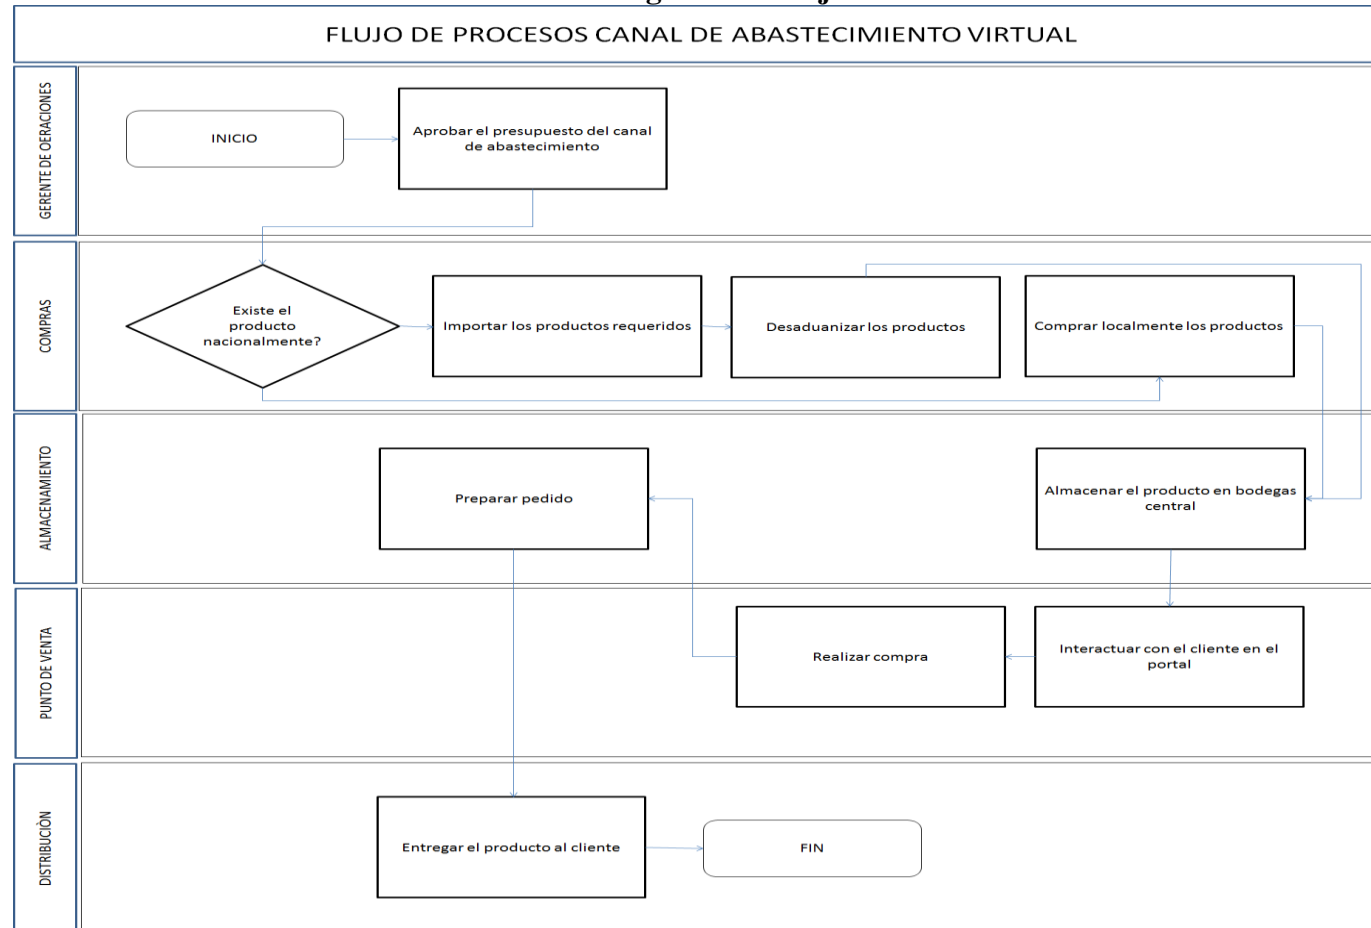 FLUJO DE PROCESOS CANAL DE ABASTECIMIENTO VIRTUAL
GERENTE DE OERACIONES
INICIO
Aprobar el presupuesto del canal
de abastecimiento
COMPRAS
Existe el
producto
nacionalmente?
Importar los productos requeridos
Desaduanizar los productos
Comprar localmente los productos
ALMACENAMIENTO
Preparar pedido
Almacenar el producto en bodegas
central
PUNTO DE VENTA
Realizar compra
Interactuar con el cliente en el
portal
DISTRIBUCIÒN
Entregar el producto al cliente
FIN